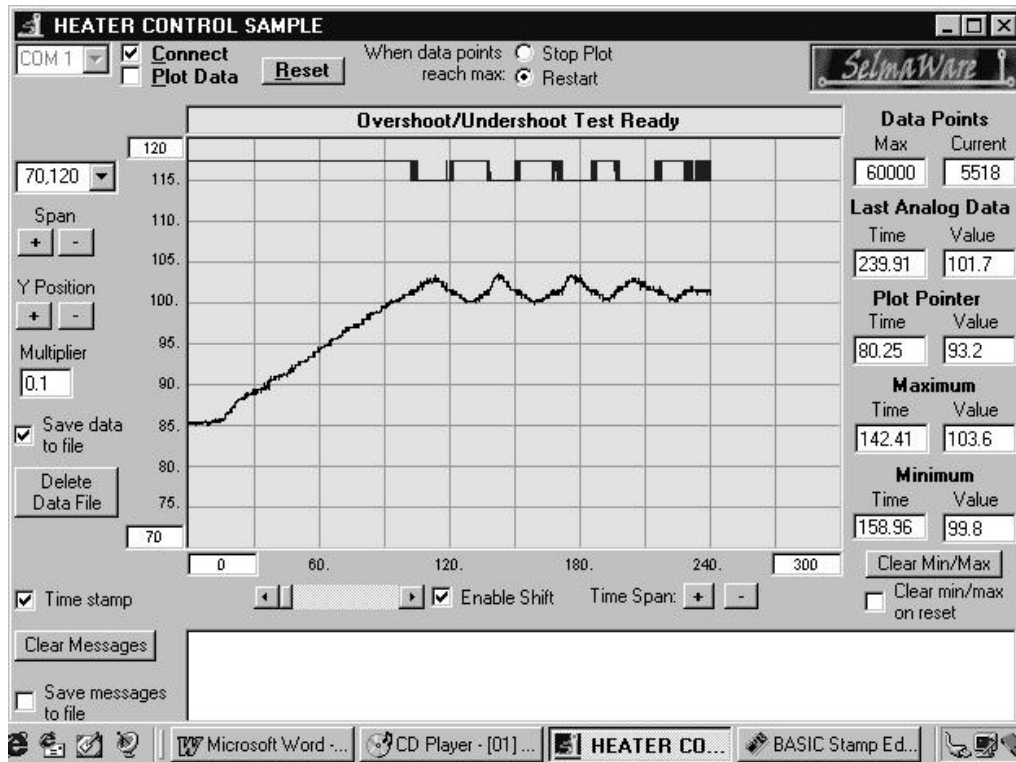 HEATER CONTROL SAMPLE
COM 1
Connect
Plot Data
Reset
When data points
reach max:
Stop Plot
Restart
SelmaWare
Overshoot/Undershoot Test Ready
120
70,120
115.
Span
+ -
110.
105.
Y Position
100.
+ -
95.
Multiplier
0.1
90.
Save data
to file
85.
80.
Delete
Data File
75.
70
0 60. 120. 180. 240. 300
Data Points
Max Current
60000 5518
Last Analog Data
Time Value
239.91 101.7
Plot Pointer
Time Value
80.25 93.2
Maximum
Time Value
142.41 103.6
Minimum
Time Value
158.96 99.8
Clear Min/Max
Clear min/max
on reset
Time stamp
Enable Shift
Time Span: + -
Clear Messages
Save messages
to file
Microsoft Word -...
CD Player - [01] ...
HEATER CO...
BASIC Stamp Ed...